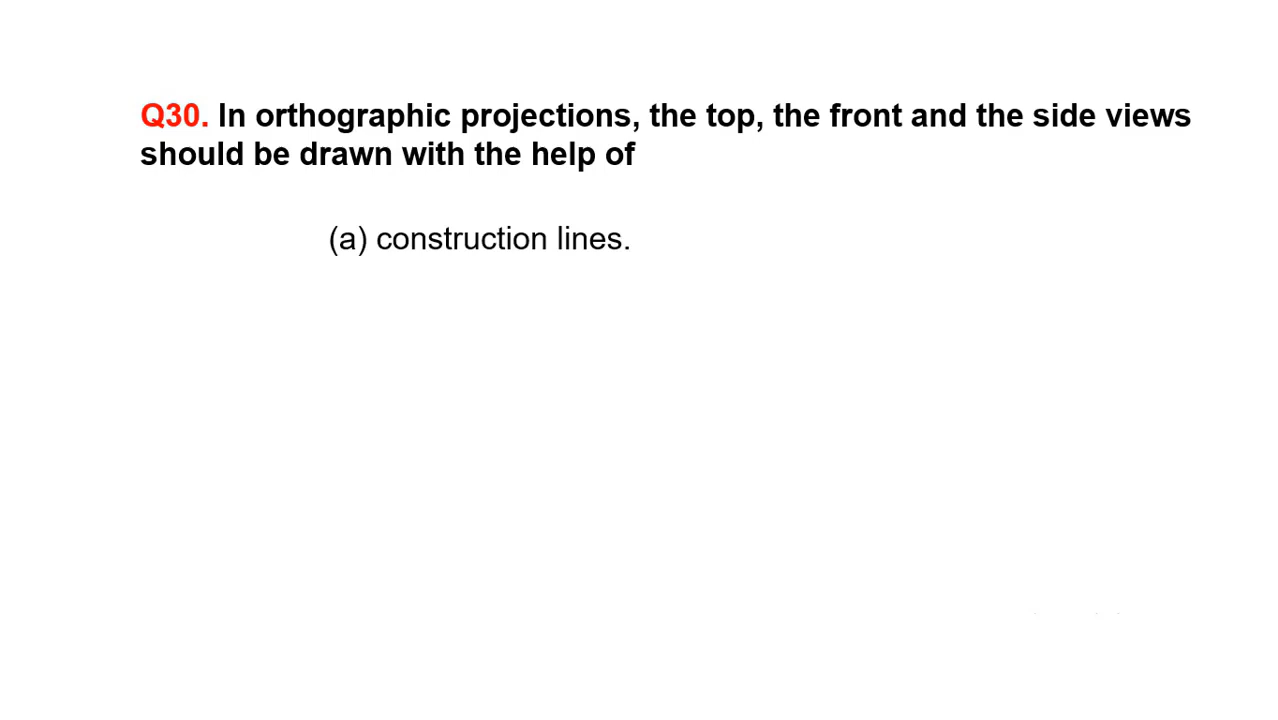 Q30. In orthographic projections, the top, the front and the side views
should be drawn with the help of
(a) construction lines.